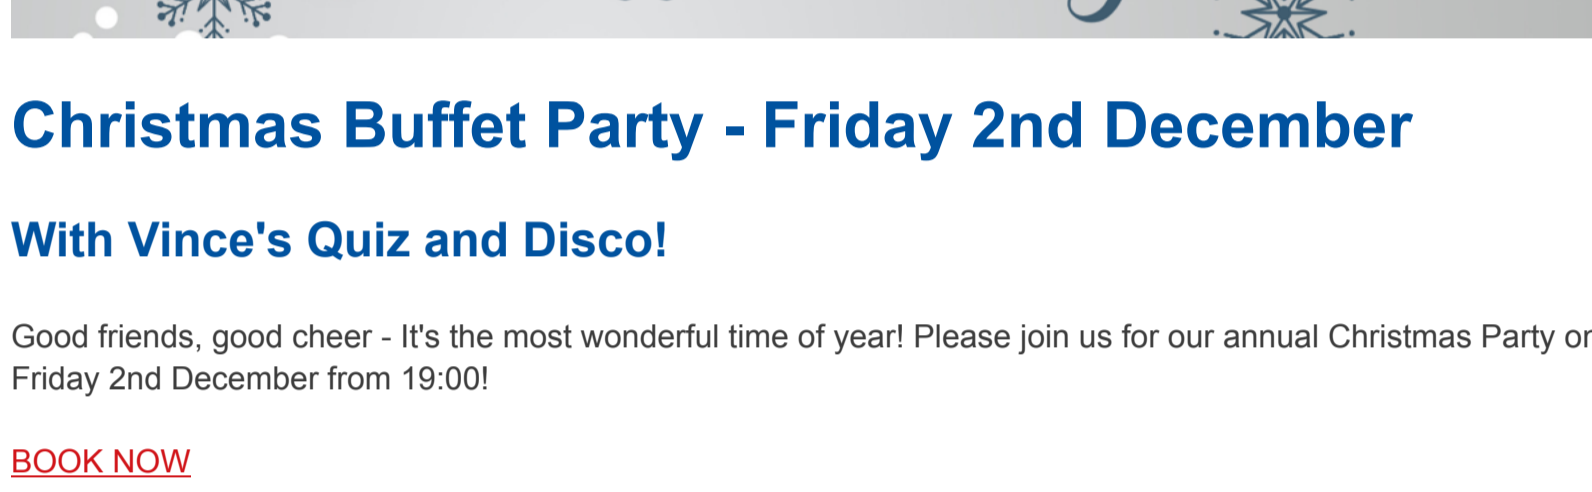 Christmas Buffet Party - Friday 2nd December
With Vince's Quiz and Disco!
Good friends, good cheer - It's the most wonderful time of year! Please join us for our annual Christmas Party
Friday 2nd December from 19:00!
BOOK NOW